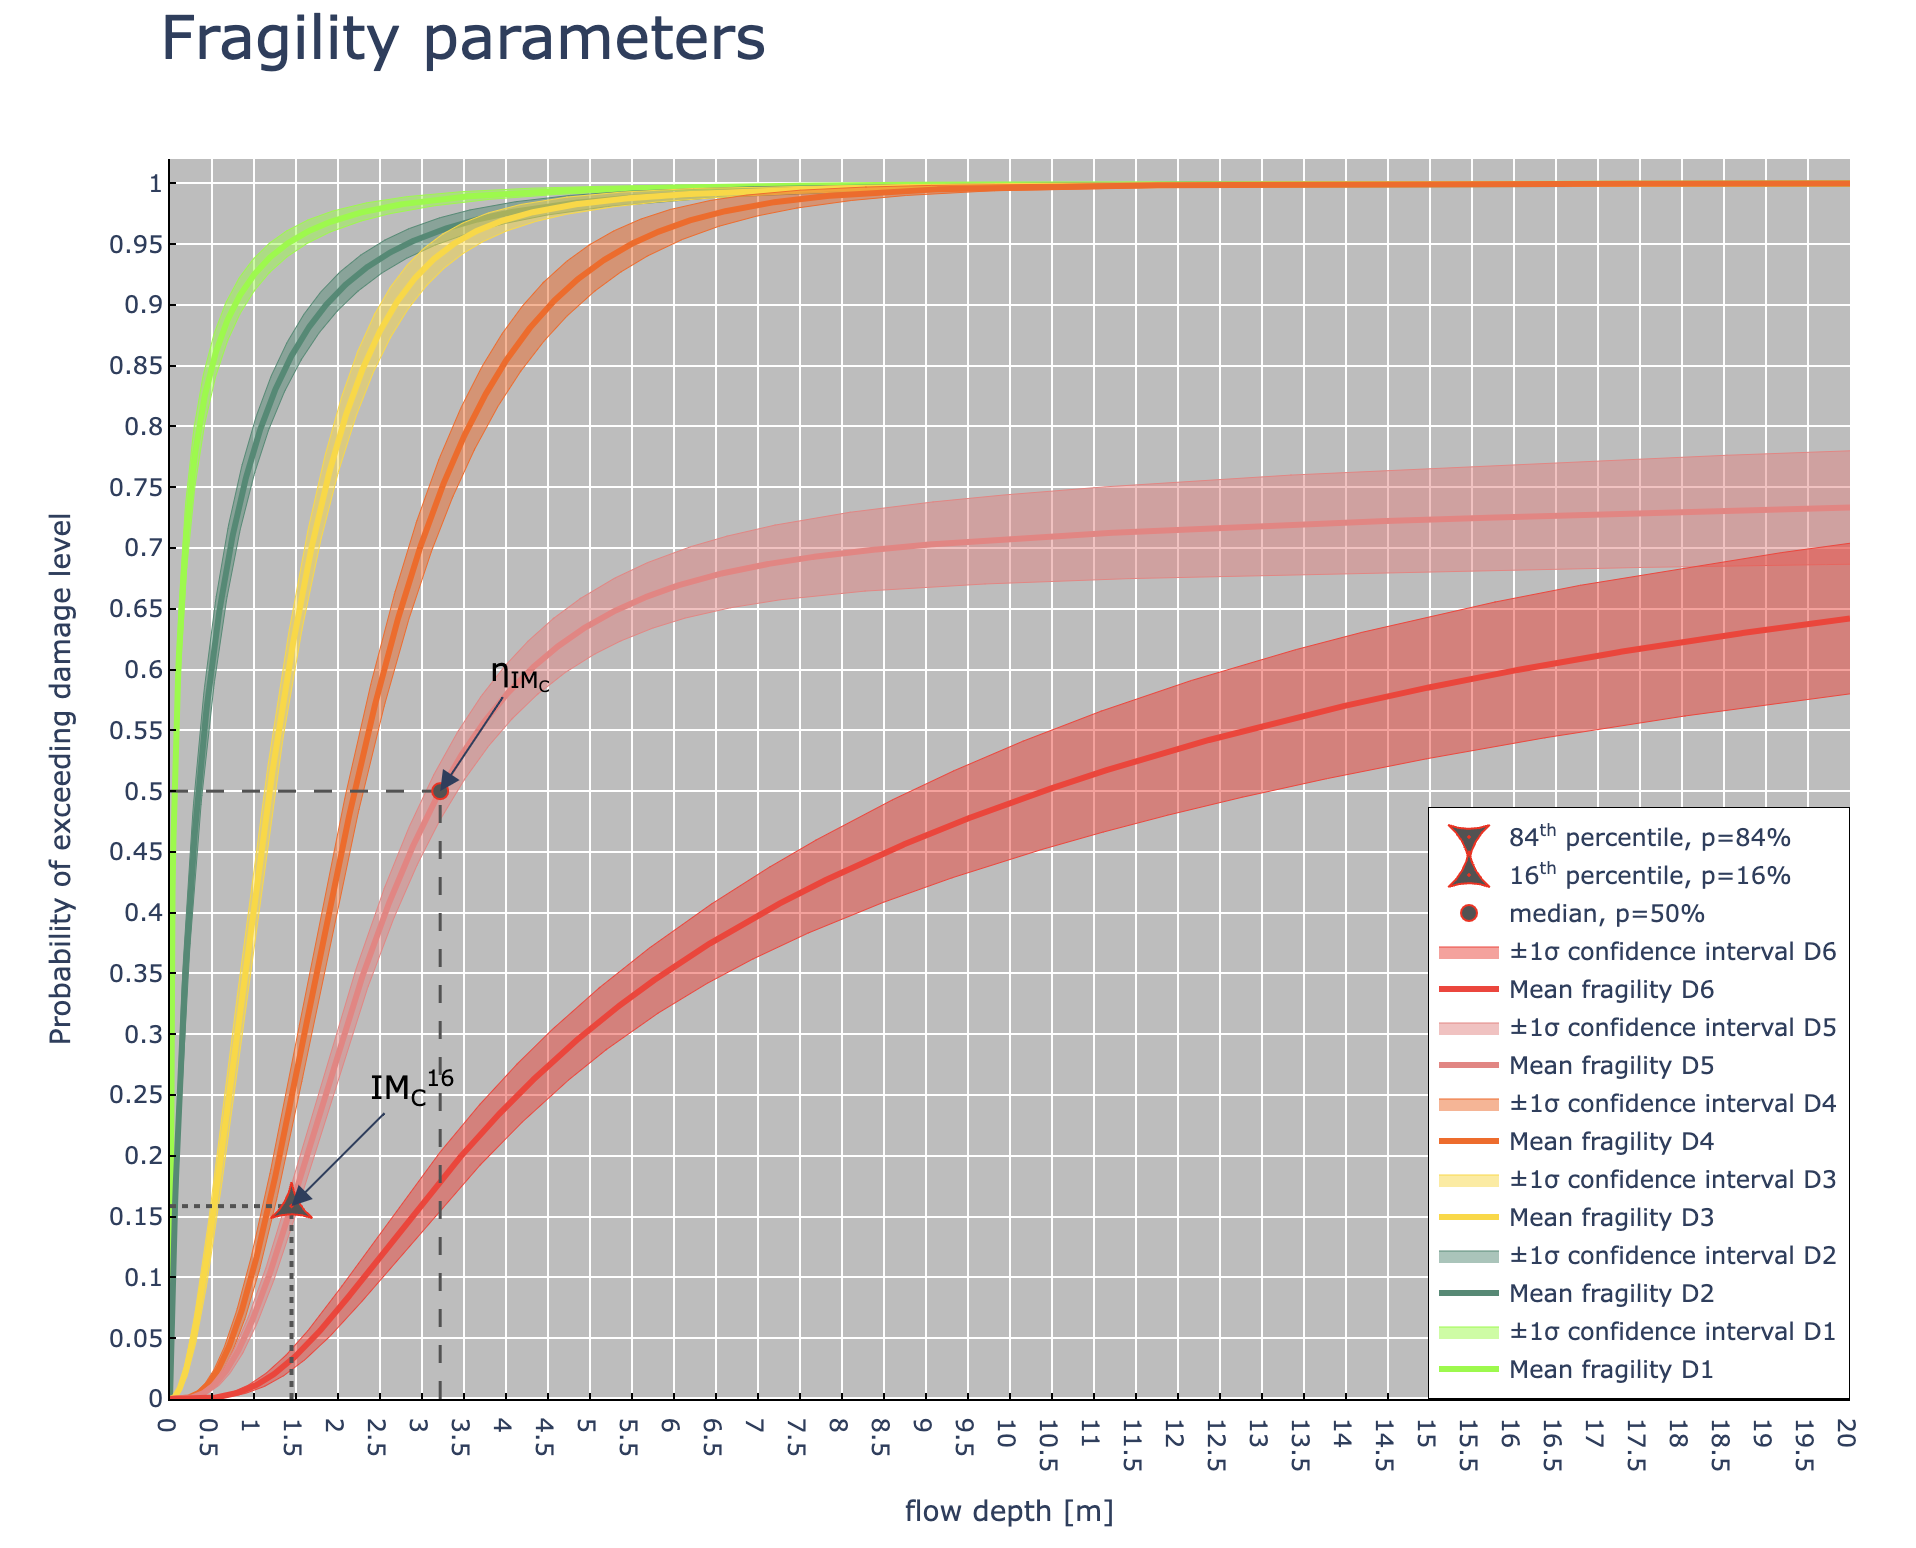 Fragility parameters
Probability of exceeding damage level
1
0.95
0.9
0.85
0.8
0.75
0.7
0.65
0.6
0.55
0.5
0.45
0.4
0.35
0.3
0.25
0.2
0.15
0.1
0.05
0
η_IM_C
IM_C^16
84th percentile, p=84%
16th percentile, p=16%
median, p=50%
±1σ confidence interval D6
Mean fragility D6
±1σ confidence interval D5
Mean fragility D5
±1σ confidence interval D4
Mean fragility D4
±1σ confidence interval D3
Mean fragility D3
±1σ confidence interval D2
Mean fragility D2
±1σ confidence interval D1
Mean fragility D1
0 0.5 1 1.5 2 2.5 3 3.5 4 4.5 5 5.5 6 6.5 7 7.5 8 8.5 9 9.5 10 10.5 11 11.5 12 12.5 13 13.5 14 14.5 15 15.5 16 16.5 17 17.5 18 18.5 19 19.5 20
flow depth [m]